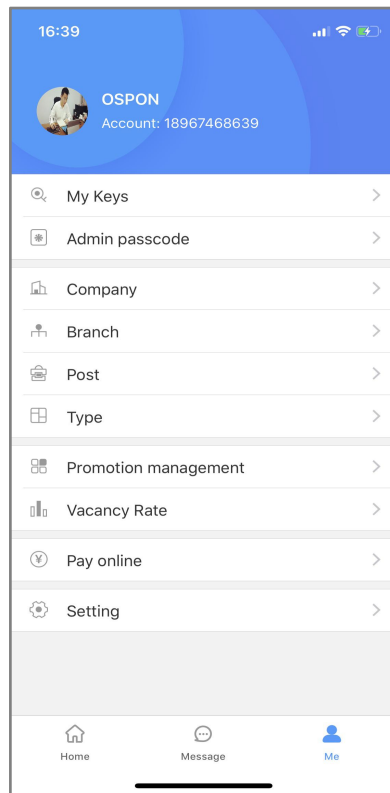 16:39
OSPON
Account: 18967468639
My Keys
Admin passcode
Company
Branch
Post
Type
Promotion management
Vacancy Rate
Pay online
Setting
Home
Message
Me